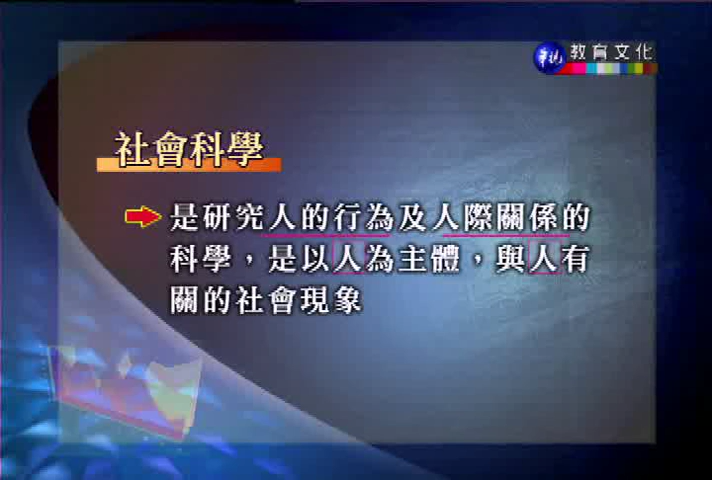 華視 教育文化
社會科學
是研究人的行為及人際關係的
科學，是以人為主體，與人有
關的社會現象